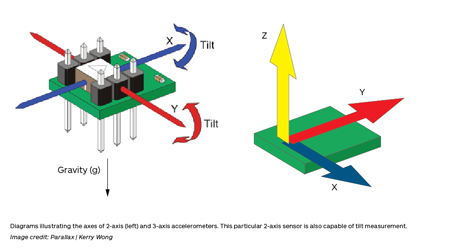 X
Tilt
Y
Tilt
Gravity (g)
Z
Y
X
Diagrams illustrating the axes of 2-axis (left) and 3-axis accelerometers. This particular 2-axis sensor is also capable of tilt measurement.
Image credit: Parallax | Kerry Wong